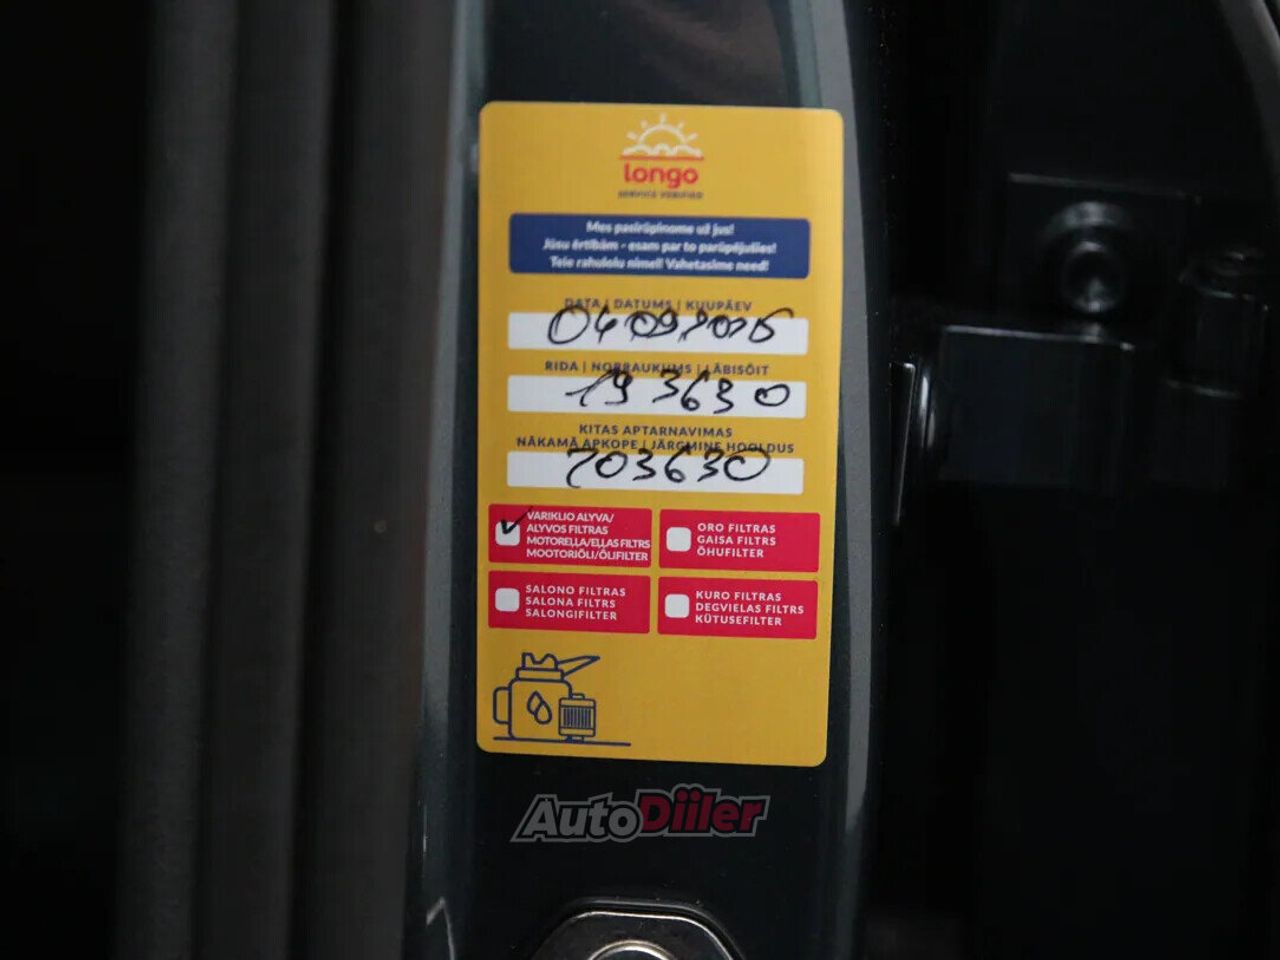 longo
SERVICE VERIFIED
Mes pasirūpinome už jus!
Jūsu ērtībām - esam par to parūpējušies!
Teie rahulolu nimel! Vahetasime need!
DATA | DATUMS | KUUPÄEV
RIDA | NOBRAUKUMS | LÄBISÕIT
193630
KITAS APTARNAVIMAS
NĀKAMĀ APKOPE | JÄRGMINE HOOLDUS
203630
VARIKLIO ALYVA/
ALYVOS FILTRAS
MOTOREĻĻA/EĻĻAS FILTRS
MOOTORIÕLI/ÕLIFILTER
ORO FILTRAS
GAISA FILTRS
ÕHUFILTER
SALONO FILTRAS
SALONA FILTRS
SALONGIFILTER
KURO FILTRAS
DEGVIELAS FILTRS
KÜTUSEFILTER
AutoDiiler